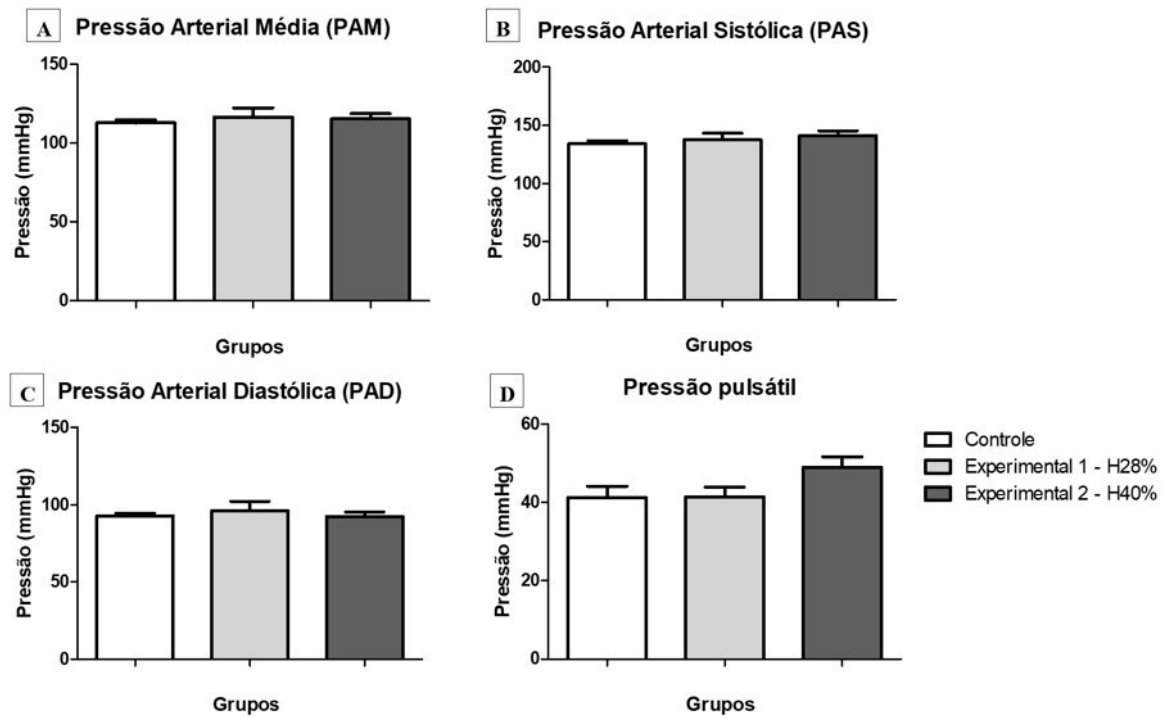 A Pressão Arterial Média (PAM)
Pressão (mmHg)
150
100
50
0
Grupos
B Pressão Arterial Sistólica (PAS)
Pressão (mmHg)
200
150
100
50
0
Grupos
C Pressão Arterial Diastólica (PAD)
Pressão (mmHg)
150
100
50
0
Grupos
D Pressão pulsátil
Pressão (mmHg)
60
40
20
0
Grupos
Controle
Experimental 1 - H28%
Experimental 2 - H40%